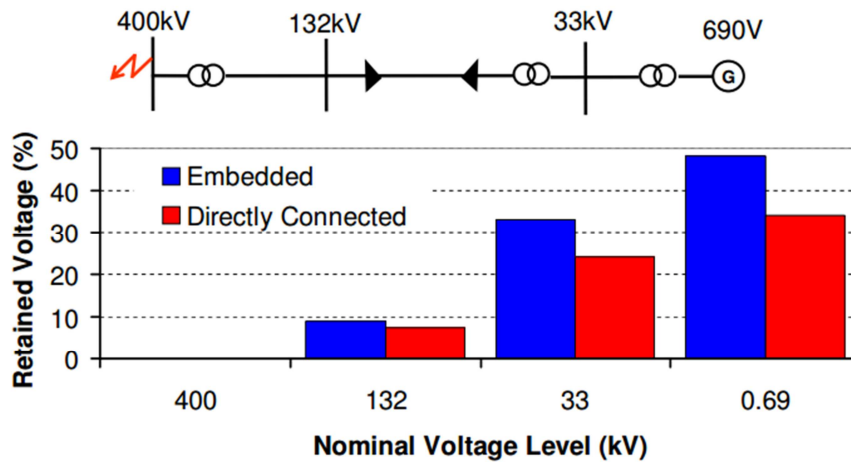 400kV 132kV 33kV 690V
G
Retained Voltage (%)
50
40
30
20
10
0
Embedded
Directly Connected
400 132 33 0.69
Nominal Voltage Level (kV)